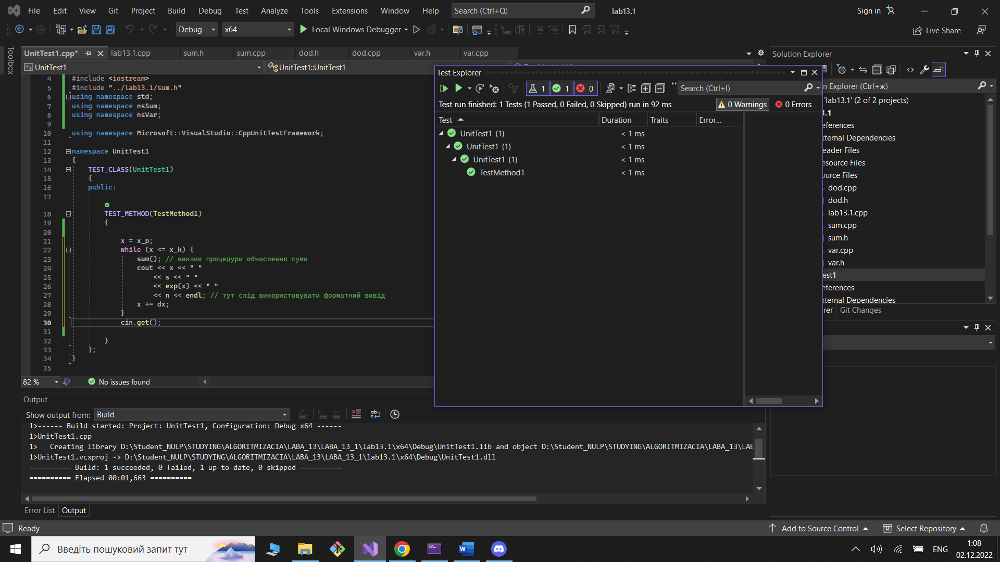 File Edit View Git Project Build Debug Test Analyze Tools Extensions Window Help Search (Ctrl+Q) lab13.1 Sign in
Debug x64 Local Windows Debugger Live Share
Toolbox
UnitTest1.cpp* lab13.1.cpp sum.h sum.cpp dod.h dod.cpp var.h var.cpp
UnitTest1 UnitTest1::UnitTest1
4 #include <iostream>
5 #include "../lab13.1/sum.h"
6 using namespace std;
7 using namespace nsSum;
8 using namespace nsVar;
9
10 using namespace Microsoft::VisualStudio::CppUnitTestFramework;
11
12 namespace UnitTest1
13 {
14 TEST_CLASS(UnitTest1)
15 {
16 public:
17
18 TEST_METHOD(TestMethod1)
19 {
20
21 x = x_p;
22 while (x <= x_k) {
23 sum(); // виклик процедури обчислення суми
24 cout << x << " "
25 << s << " "
26 << exp(x) << " "
27 << n << endl; // тут слід використовувати форматний вивід
28 x += dx;
29 }
30 cin.get();
31
32 }
33 };
34 }
35
82 % No issues found
Test Explorer
1 1 0 Search (Ctrl+I)
Test run finished: 1 Tests (1 Passed, 0 Failed, 0 Skipped) run in 92 ms 0 Warnings 0 Errors
Test Duration Traits Error...
UnitTest1 (1) < 1 ms
UnitTest1 (1) < 1 ms
UnitTest1 (1) < 1 ms
TestMethod1 < 1 ms
Solution Explorer
n Explorer (Ctrl+ж)
'lab13.1' (2 of 2 projects)
3.1
eferences
xternal Dependencies
eader Files
esource Files
ource Files
dod.cpp
dod.h
lab13.1.cpp
sum.cpp
sum.h
var.cpp
var.h
est1
eferences
xternal Dependencies
rer Git Changes
Output
Show output from: Build
1>------ Build started: Project: UnitTest1, Configuration: Debug x64 ------
1>UnitTest1.cpp
1> Creating library D:\Student_NULP\STUDYING\ALGORITMIZACIA\LABA_13\LABA_13_1\lab13.1\x64\Debug\UnitTest1.lib and object D:\Student_NULP\STUDYING\ALGORITMIZACIA\LABA_13\LAB
1>UnitTest1.vcxproj -> D:\Student_NULP\STUDYING\ALGORITMIZACIA\LABA_13\LABA_13_1\lab13.1\x64\Debug\UnitTest1.dll
========== Build: 1 succeeded, 0 failed, 1 up-to-date, 0 skipped ==========
========== Elapsed 00:01,663 ==========
Error List Output
Ready Add to Source Control Select Repository
Введіть пошуковий запит тут ENG 1:08
02.12.2022